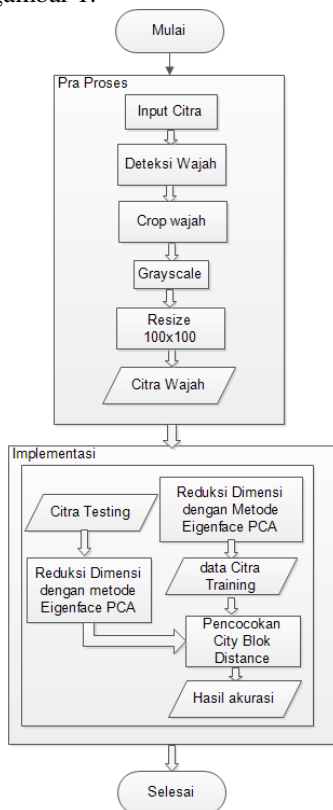 gambar 1.
Mulai
Pra Proses
Input Citra
Deteksi Wajah
Crop wajah
Grayscale
Resize
100x100
Citra Wajah
Implementasi
Citra Testing
Reduksi Dimensi
dengan metode
Eigenface PCA
Reduksi Dimensi
dengan Metode
Eigenface PCA
data Citra
Training
Pencocokan
City Blok
Distance
Hasil akurasi
Selesai